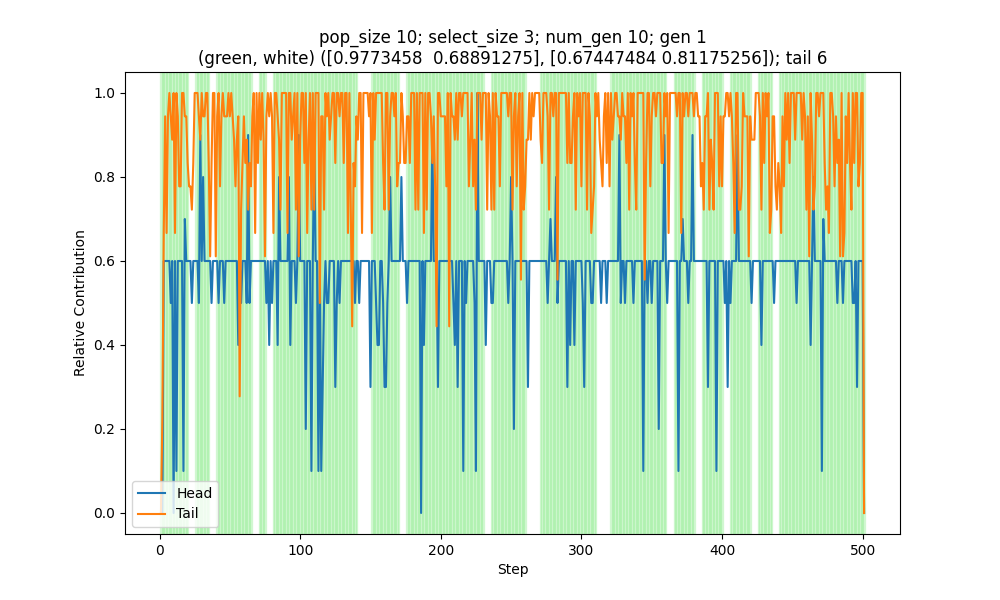 pop_size 10; select_size 3; num_gen 10; gen 1
(green, white) ([0.9773458  0.68891275], [0.67447484 0.81175256]); tail 6
1.0
0.8
0.6
0.4
0.2
0.0
Relative Contribution
Head
Tail
0
100
200
300
400
500
Step